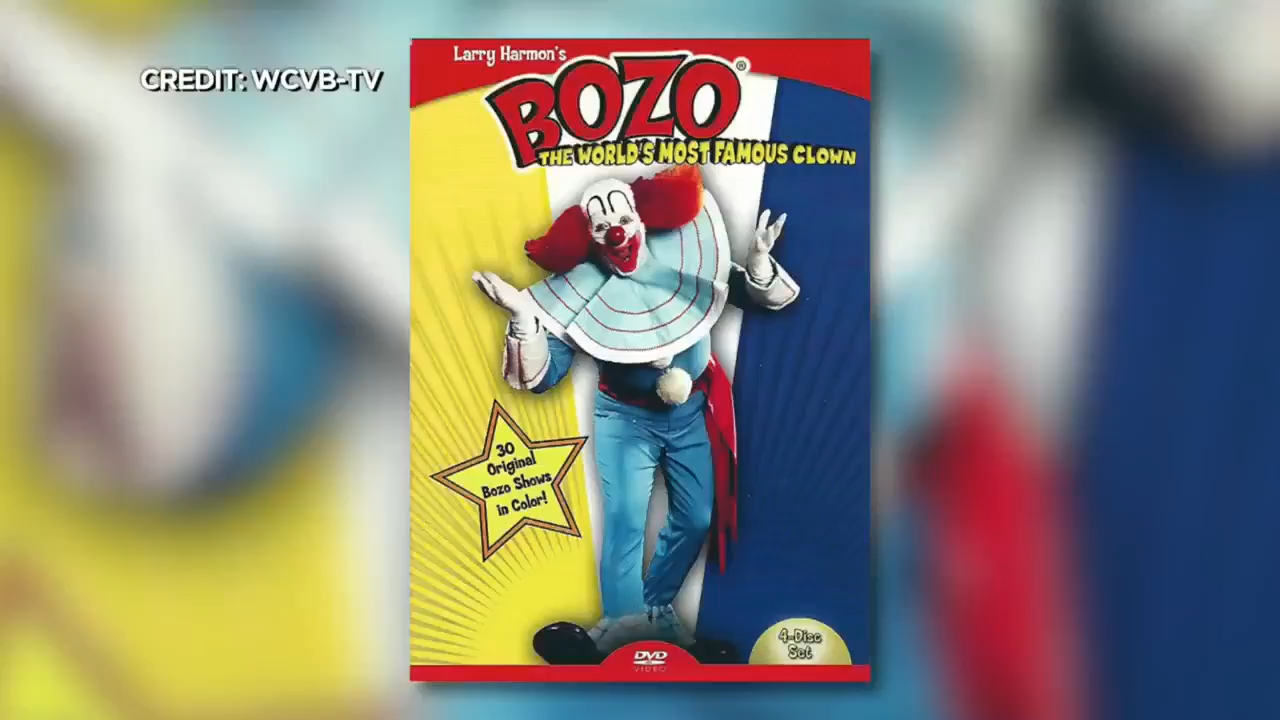 CREDIT: WCVB-TV
Larry Harmon's
BOZO®
THE WORLD'S MOST FAMOUS CLOWN
30
Original
Bozo Shows
in Color!
4-Disc
Set
DVD
VIDEO